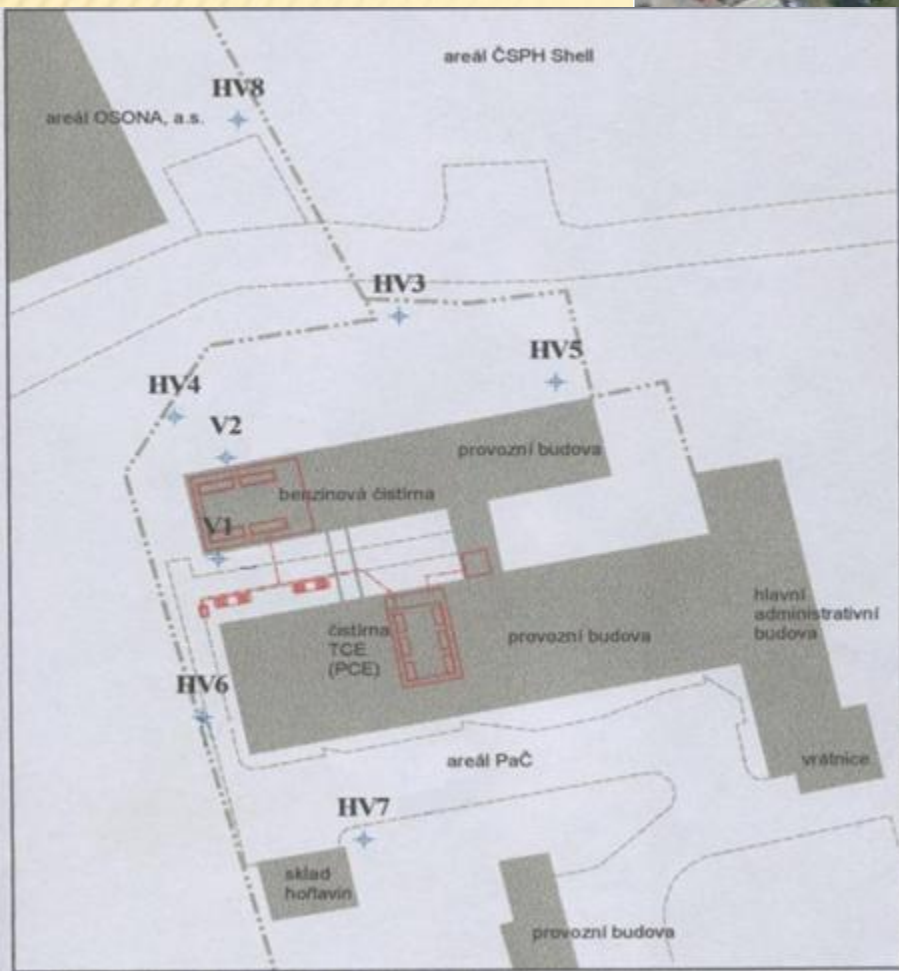 areál ČSPH Shell
HV8
areál OSONA, a.s.
HV3
HV5
HV4
V2
provozní budova
benzinová čistírna
V1
hlavní
administrativní
budova
čistírna
TCE
(PCE)
provozní budova
HV6
areál PaČ
vrátnice
HV7
sklad
hořlavin
provozní budova